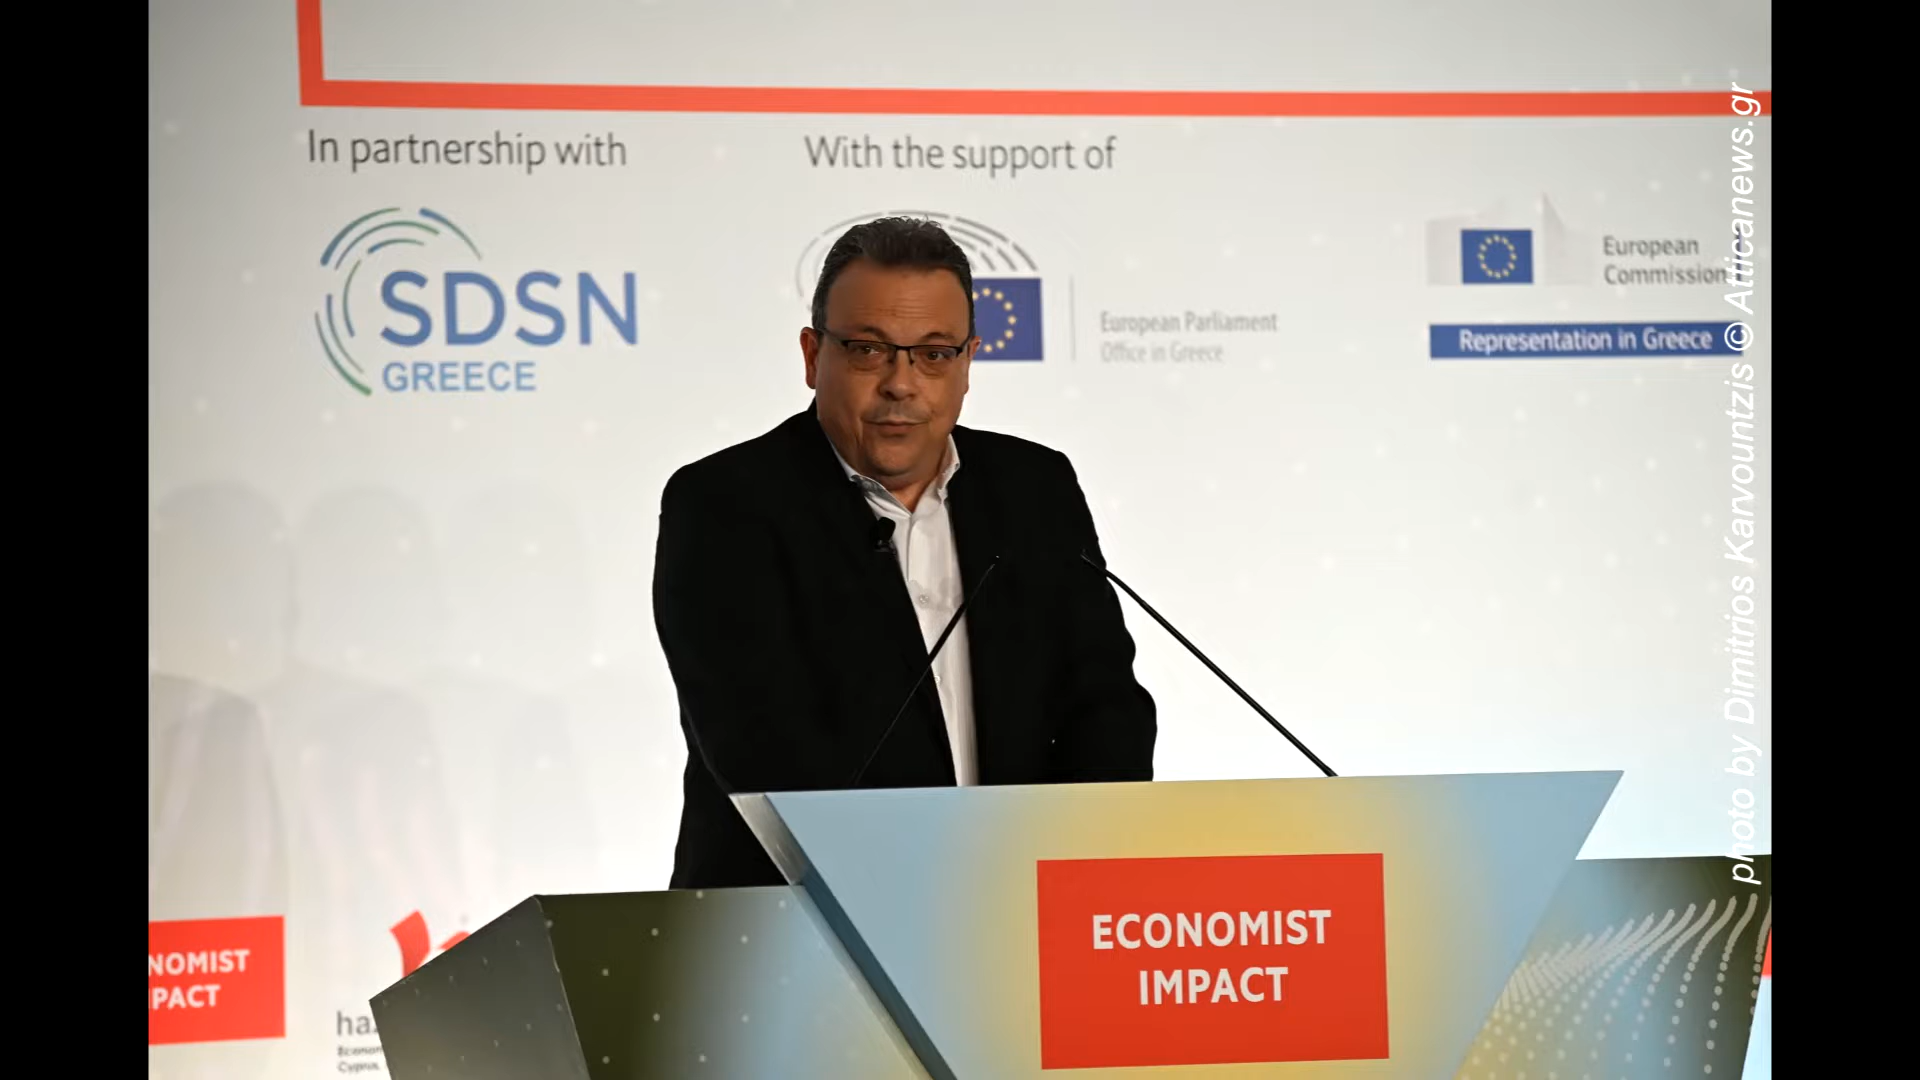 In partnership with
With the support of
SDSN
GREECE
European Parliament
Office in Greece
European
Commission
Representation in Greece
photo by Dimitrios Karvountzis © Atticanews.gr
ECONOMIST
IMPACT
NOMIST
PACT